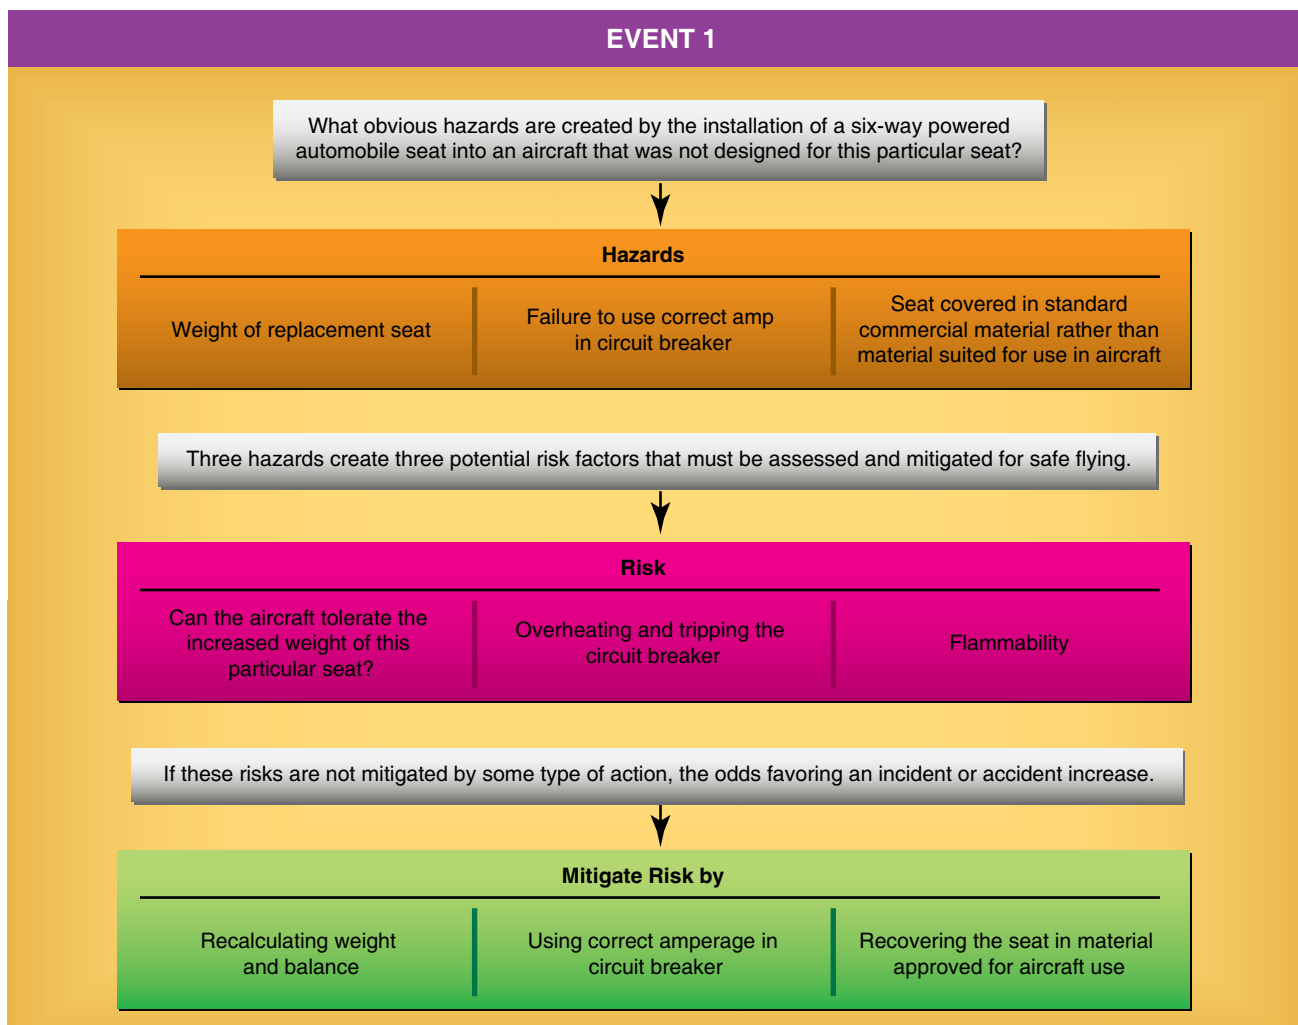 EVENT 1
What obvious hazards are created by the installation of a six-way powered
automobile seat into an aircraft that was not designed for this particular seat?
Hazards
Weight of replacement seat
Failure to use correct amp
in circuit breaker
Seat covered in standard
commercial material rather than
material suited for use in aircraft
Three hazards create three potential risk factors that must be assessed and mitigated for safe flying.
Risk
Can the aircraft tolerate the
increased weight of this
particular seat?
Overheating and tripping the
circuit breaker
Flammability
If these risks are not mitigated by some type of action, the odds favoring an incident or accident increase.
Mitigate Risk by
Recalculating weight
and balance
Using correct amperage in
circuit breaker
Recovering the seat in material
approved for aircraft use